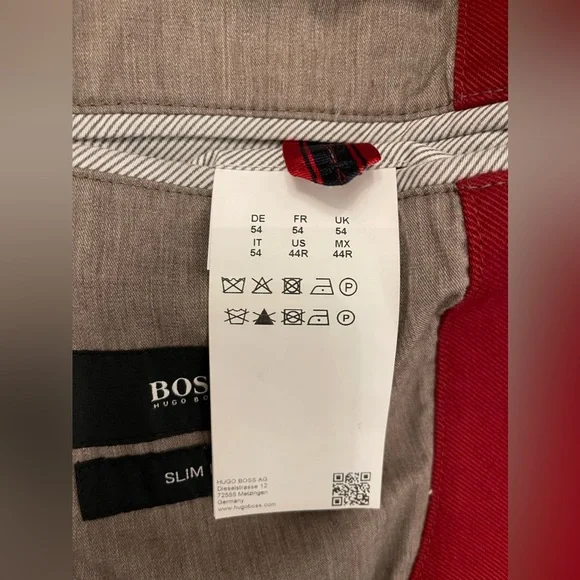 DE FR UK
54 54 54
IT US MX
54 44R 44R
P
P
BOSS
HUGO BO
SLIM
HUGO BOSS AG
Dieselstrasse 12
72555 Metzingen
Germany
www.hugoboss.com